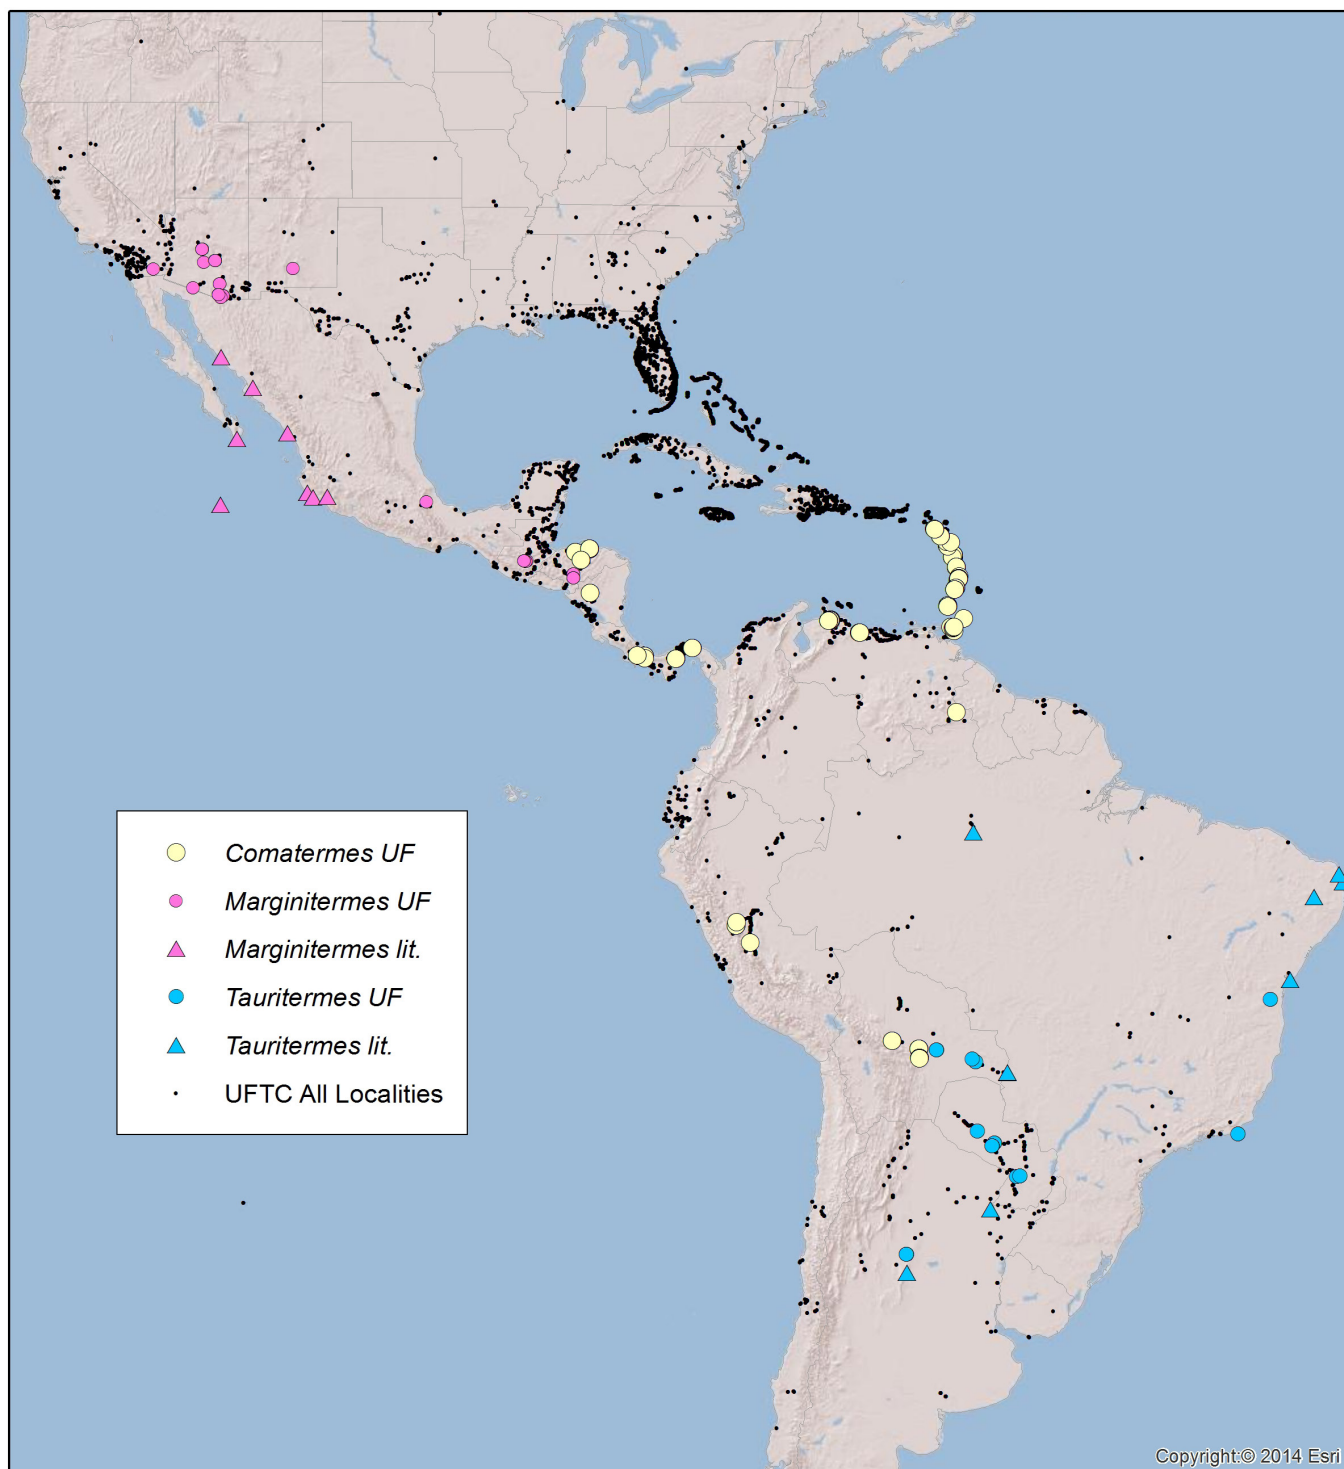 Comatermes UF
Marginitermes UF
Marginitermes lit.
Tauritermes UF
Tauritermes lit.
UFTC All Localities
Copyright:© 2014 Esri